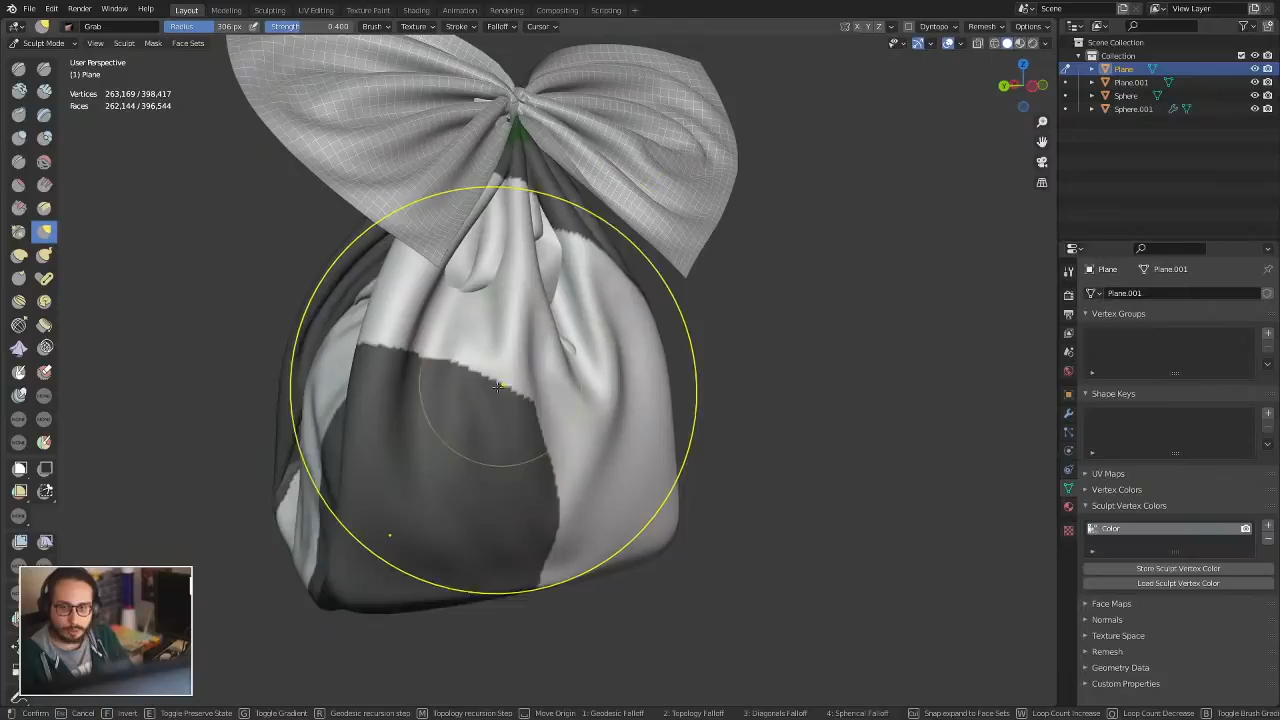 File Edit Render Window Help Layout Modeling Sculpting UV Editing Texture Paint Shading Animation Rendering Compositing Scripting + Scene View Layer
Grab Radius 306 px Strength 0.400 Brush Texture Stroke Falloff Cursor X Y Z Dyntopo Remesh Options
Sculpt Mode View Sculpt Mask Face Sets
Scene Collection
Collection
User Perspective
(1) Plane
Plane
Plane.001
Vertices 263,169 / 398,417
Sphere
Faces 262,144 / 396,544
Sphere.001
Z
Y
Plane Plane.001
Plane.001
Vertex Groups
Shape Keys
UV Maps
Vertex Colors
Sculpt Vertex Colors
Color
Store Sculpt Vertex Color
Load Sculpt Vertex Color
Face Maps
Normals
Texture Space
Remesh
Geometry Data
Custom Properties
NONE
NONE NONE
NONE
NONE
Confirm Esc Cancel F Invert E Toggle Preserve State G Toggle Gradient R Geodesic recursion step M Topology recursion Step Move Origin 1: Geodesic Falloff 2: Topology Falloff 3: Diagonals Falloff 4: Spherical Falloff Snap expand to Face Sets W Loop Count Increase Q Loop Count Decrease B Toggle Brush Grad